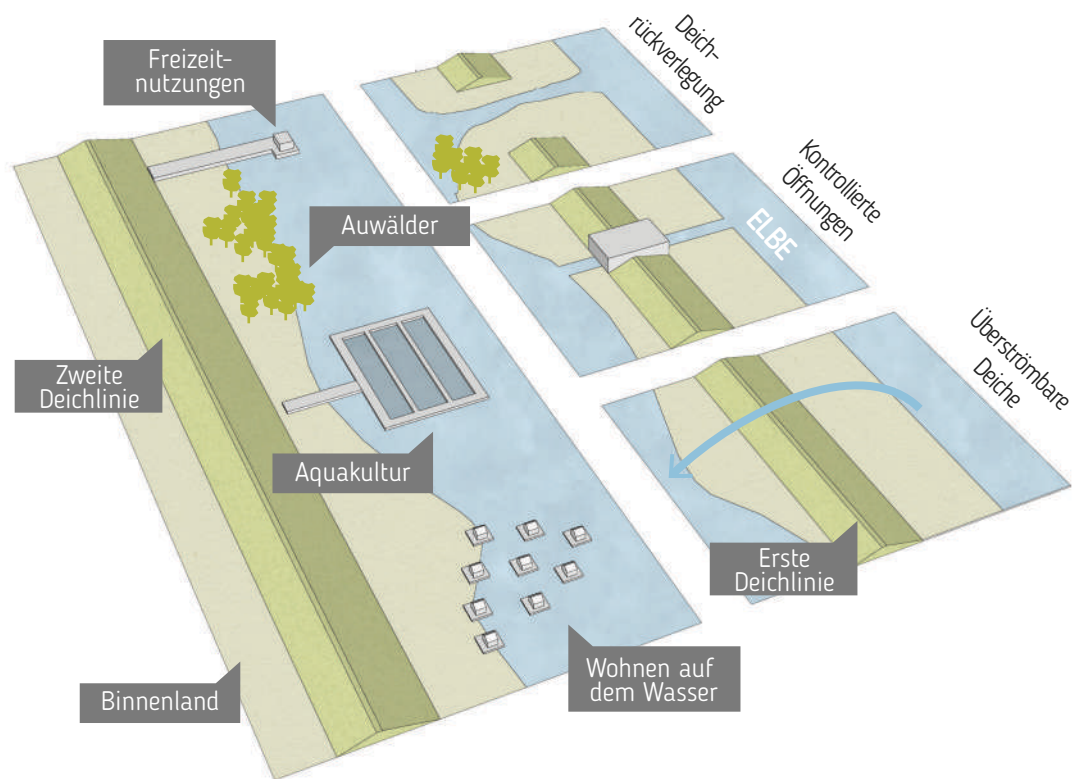 Freizeit-
nutzungen
Deich-
rückverlegung
Auwälder
Kontrollierte
Öffnungen
ELBE
Zweite
Deichlinie
Überströmbare
Deiche
Aquakultur
Erste
Deichlinie
Binnenland
Wohnen auf
dem Wasser